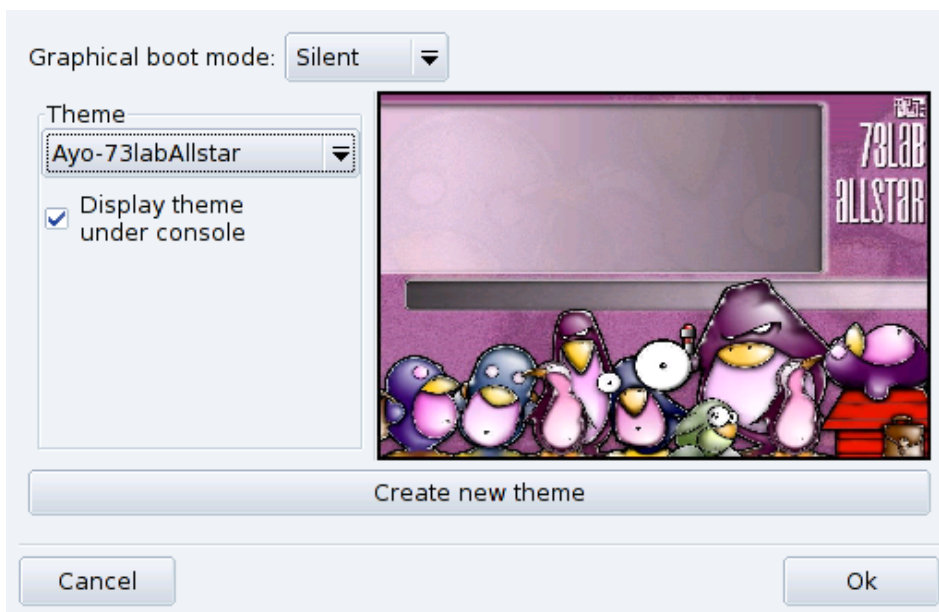 Graphical boot mode: Silent
Theme
Ayo-73labAllstar
Display theme
under console
73LAB
ALLSTAR
Create new theme
Cancel
Ok